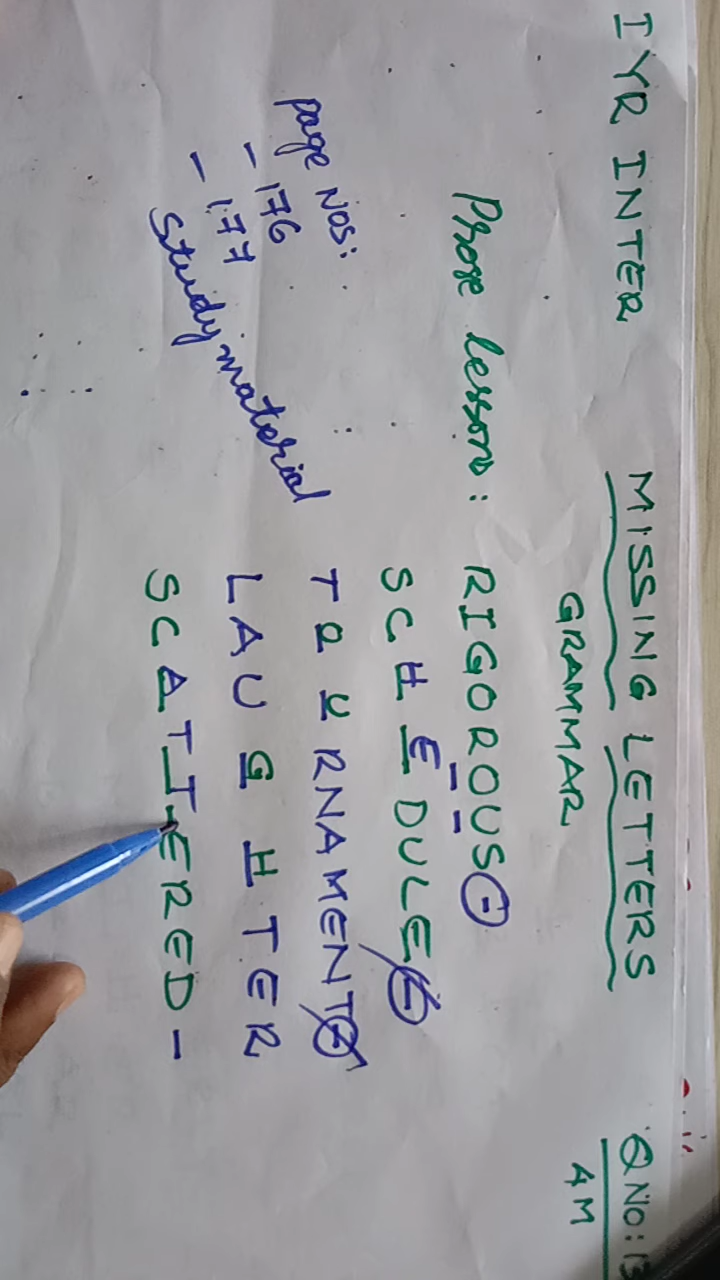 I YR INTER MISSING LETTERS Q NO: 13
GRAMMAR 4 M
Prose lessons: RIGOROUS -
SCHEDULE
page Nos: TOURNAMENT
- 176 LAUGHTER
- 177 SCATTERED -
Study material